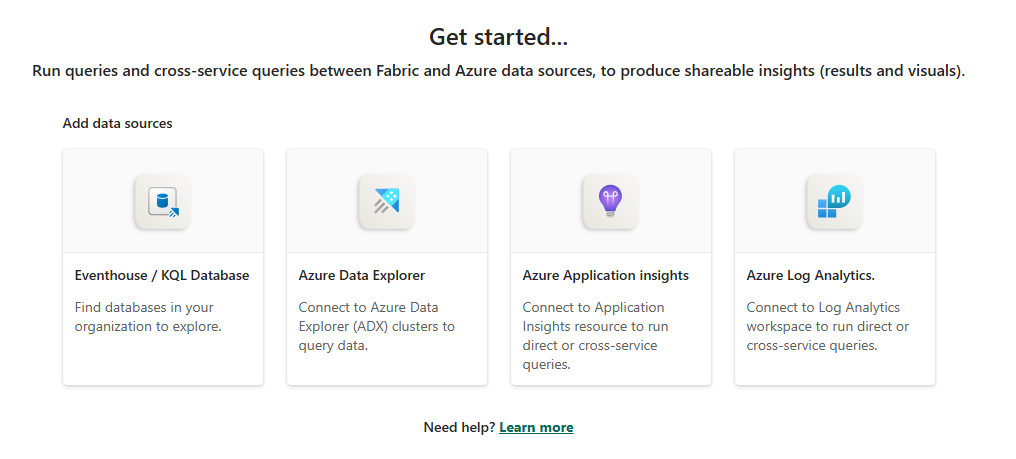 Get started...
Run queries and cross-service queries between Fabric and Azure data sources, to produce shareable insights (results and visuals).
Add data sources
Eventhouse / KQL Database
Find databases in your
organization to explore.
Azure Data Explorer
Connect to Azure Data
Explorer (ADX) clusters to
query data.
Azure Application insights
Connect to Application
Insights resource to run
direct or cross-service
queries.
Azure Log Analytics.
Connect to Log Analytics
workspace to run direct or
cross-service queries.
Need help? Learn more